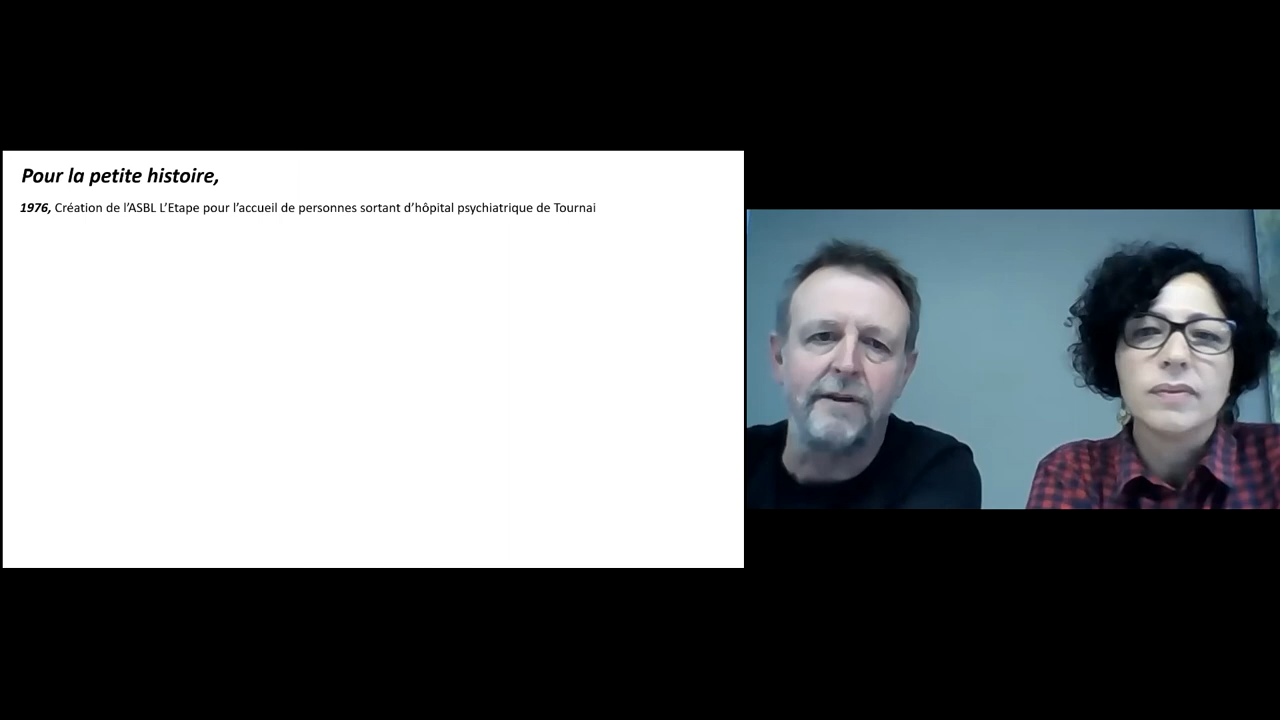 Pour la petite histoire,
1976, Création de l'ASBL L'Etape pour l'accueil de personnes sortant d'hôpital psychiatrique de Tournai